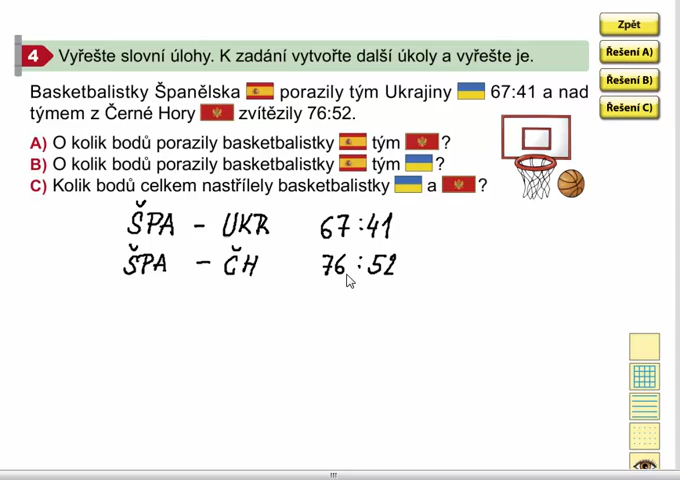 Zpět
4 Vyřešte slovní úlohy. K zadání vytvořte další úkoly a vyřešte je.
Řešení A)
Řešení B)
Řešení C)
Basketbalistky Španělska porazily tým Ukrajiny 67:41 a nad
týmem z Černé Hory zvítězily 76:52.
A) O kolik bodů porazily basketbalistky tým ?
B) O kolik bodů porazily basketbalistky tým ?
C) Kolik bodů celkem nastřílely basketbalistky a ?
ŠPA - UKR 67:41
ŠPA - ČH 76:52